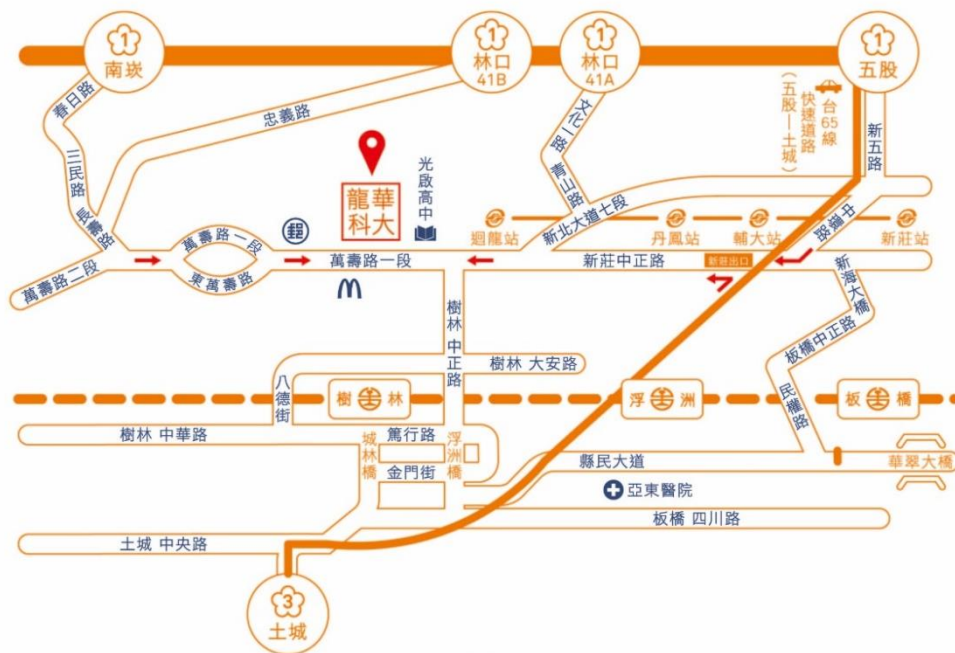 1
南崁
1
林口
41B
1
林口
41A
1
五股
春日路
三民路
長壽路
忠義路
文化一路
青山路
台65線
快速道路
(五股—土城)
新五路
龍華
科大
光啟高中
郵
迴龍站
新北大道七段
丹鳳站
輔大站
中環路
新莊站
萬壽路二段
萬壽路一段
東萬壽路
萬壽路一段
新莊中正路
新莊出口
新海大橋
樹林 中正路
板橋中正路
民權路
樹林 大安路
八德街
樹 林
浮 洲
板 橋
樹林 中華路
城林橋
篤行路
浮洲橋
金門街
縣民大道
華翠大橋
亞東醫院
板橋 四川路
土城 中央路
3
土城